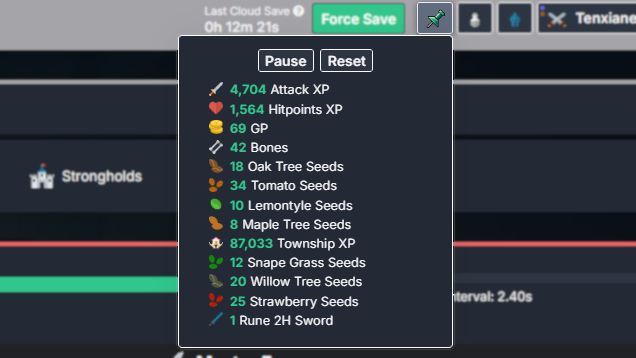 Last Cloud Save
0h 12m 21s
Force Save
Tenxiane
Pause Reset
4,704 Attack XP
1,564 Hitpoints XP
69 GP
42 Bones
18 Oak Tree Seeds
34 Tomato Seeds
10 Lemontyle Seeds
8 Maple Tree Seeds
87,033 Township XP
12 Snape Grass Seeds
20 Willow Tree Seeds
25 Strawberry Seeds
1 Rune 2H Sword
Strongholds
nterval: 2.40s